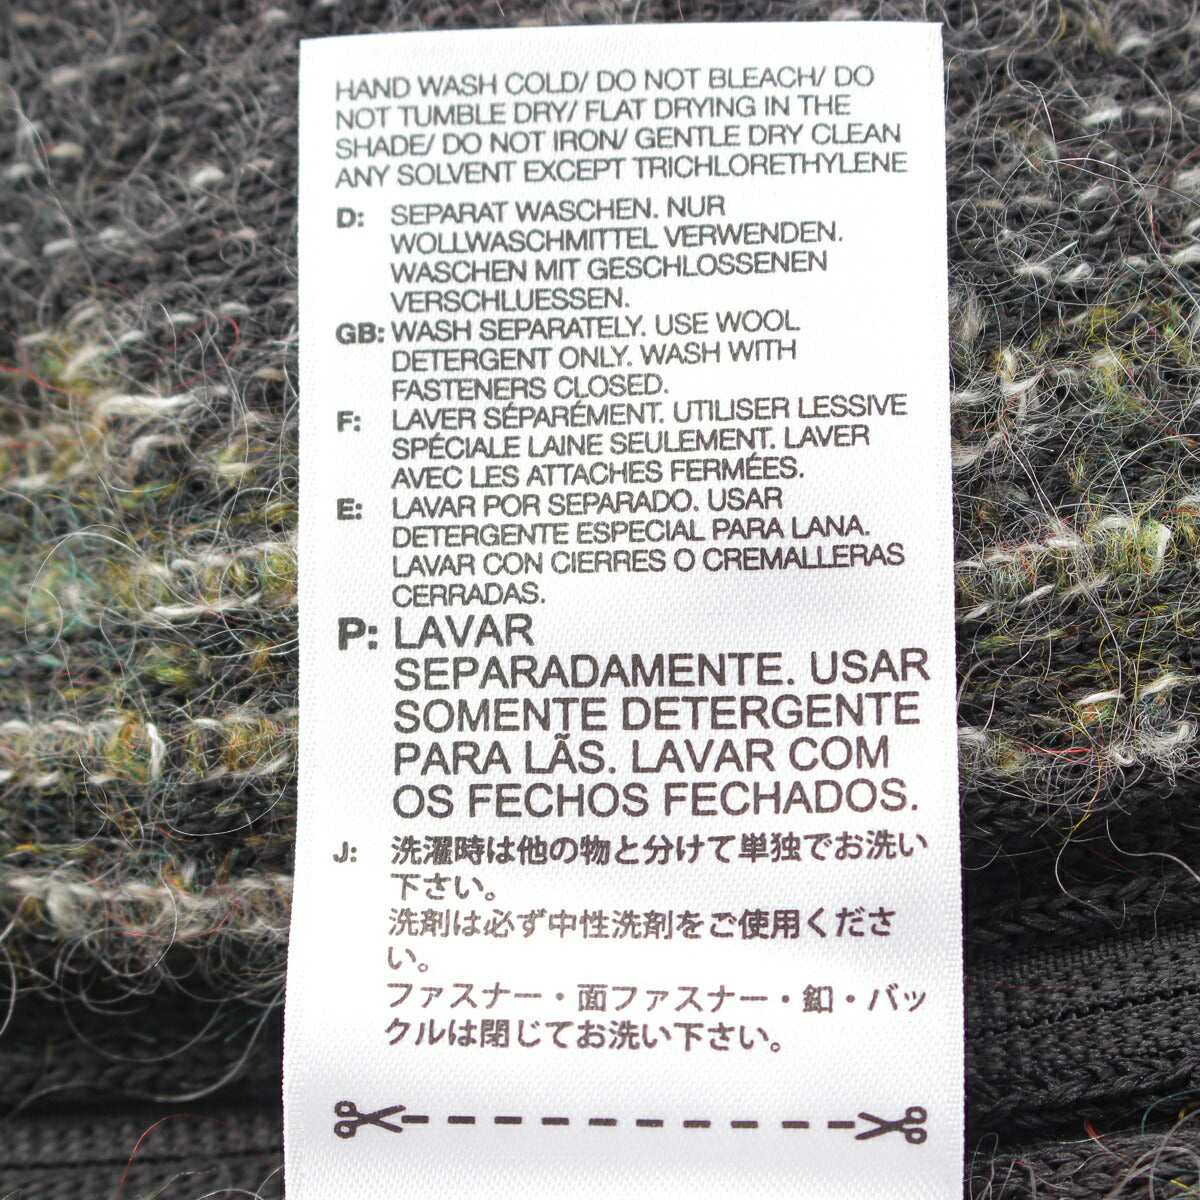 HAND WASH COLD/ DO NOT BLEACH/ DO
NOT TUMBLE DRY/ FLAT DRYING IN THE
SHADE/ DO NOT IRON/ GENTLE DRY CLEAN
ANY SOLVENT EXCEPT TRICHLORETHYLENE
D: SEPARAT WASCHEN. NUR
WOLLWASCHMITTEL VERWENDEN.
WASCHEN MIT GESCHLOSSENEN
VERSCHLUESSEN.
GB: WASH SEPARATELY. USE WOOL
DETERGENT ONLY. WASH WITH
FASTENERS CLOSED.
F: LAVER SÉPARÉMENT. UTILISER LESSIVE
SPÉCIALE LAINE SEULEMENT. LAVER
AVEC LES ATTACHES FERMÉES.
E: LAVAR POR SEPARADO. USAR
DETERGENTE ESPECIAL PARA LANA.
LAVAR CON CIERRES O CREMALLERAS
CERRADAS.
P: LAVAR
SEPARADAMENTE. USAR
SOMENTE DETERGENTE
PARA LÃS. LAVAR COM
OS FECHOS FECHADOS.
J: 洗濯時は他の物と分けて単独でお洗い
下さい。
洗剤は必ず中性洗剤をご使用くださ
い。
ファスナー・面ファスナー・釦・バッ
クルは閉じてお洗い下さい。